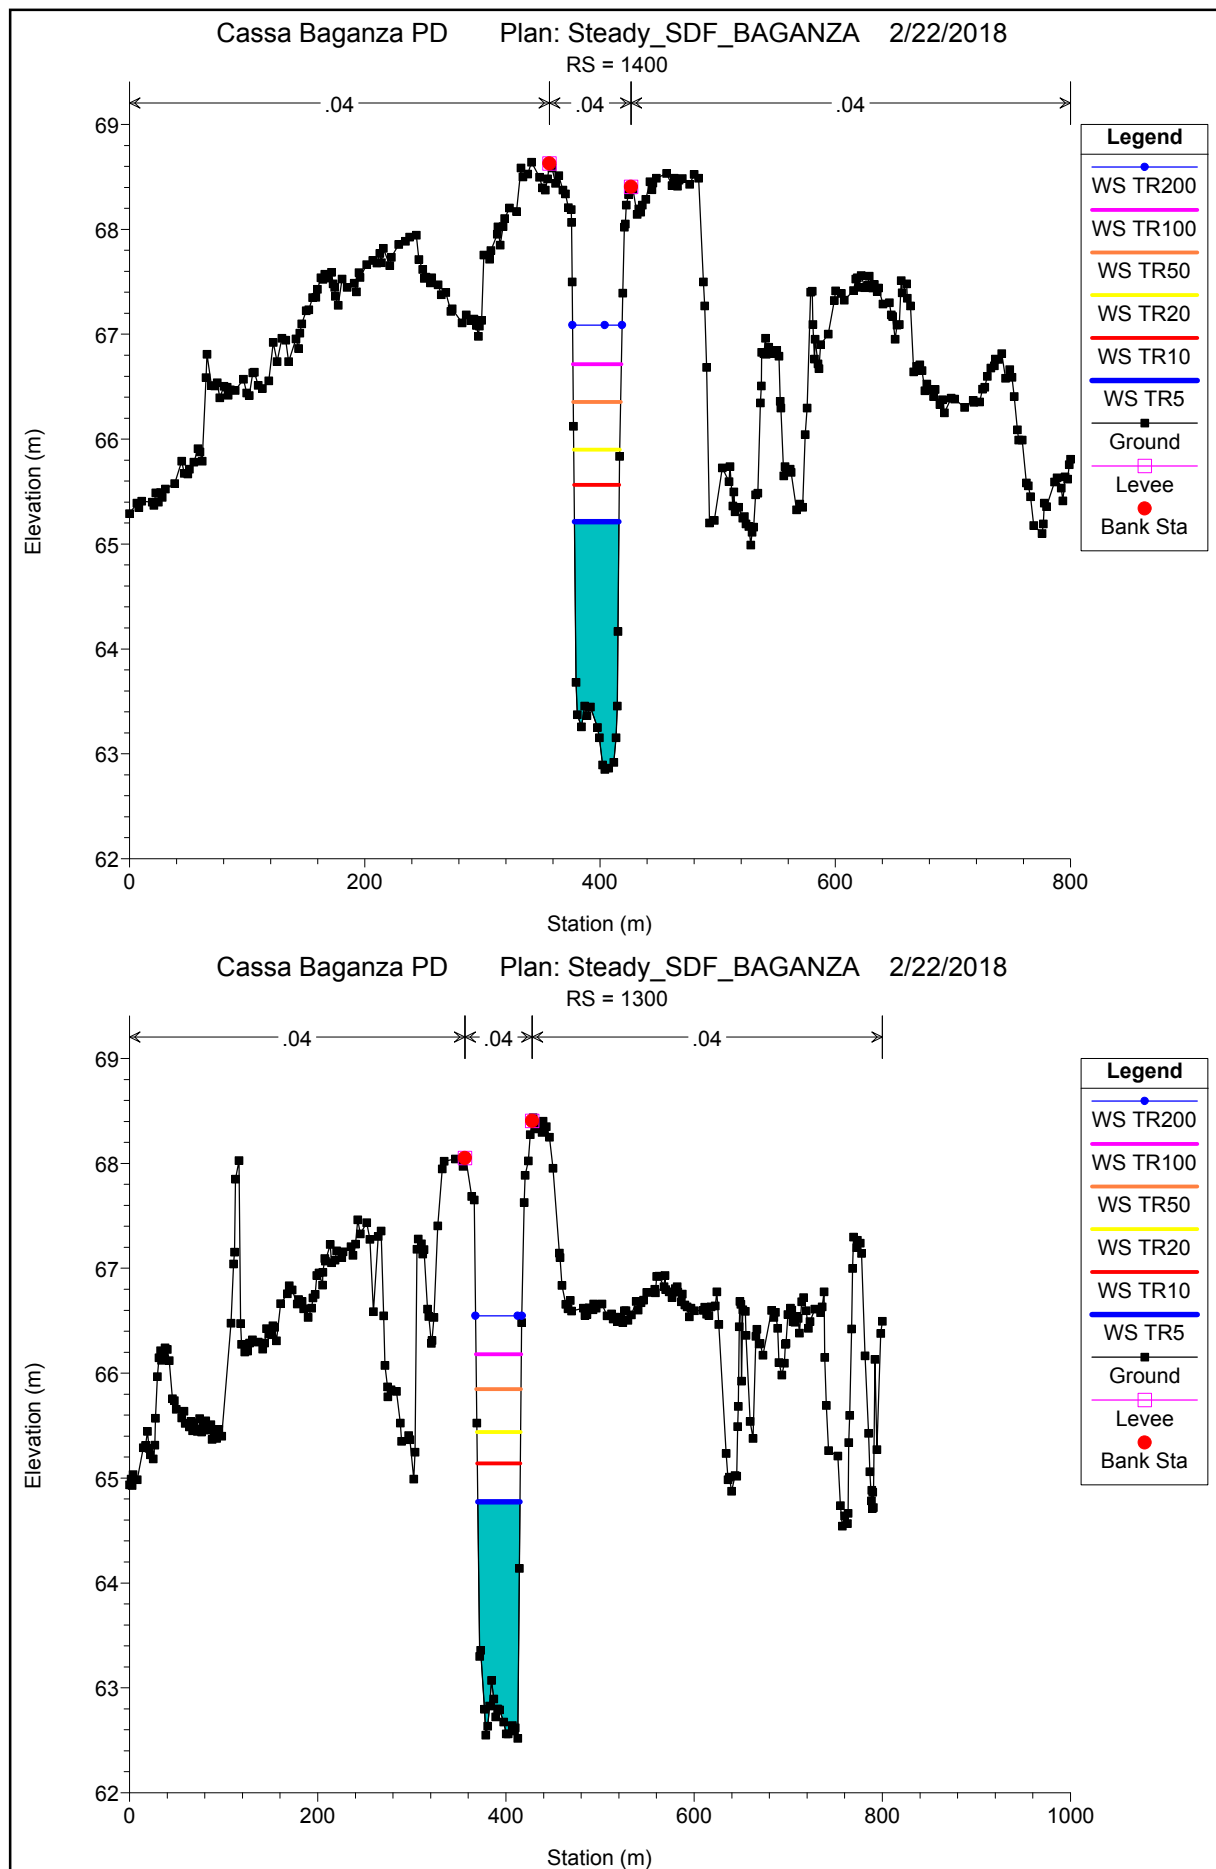 Cassa Baganza PD Plan: Steady_SDF_BAGANZA 2/22/2018
RS = 1400
.04 .04 .04
69
68
67
66
65
64
63
62
Elevation (m)
0 200 400 600 800
Station (m)
Legend
WS TR200
WS TR100
WS TR50
WS TR20
WS TR10
WS TR5
Ground
Levee
Bank Sta
Cassa Baganza PD Plan: Steady_SDF_BAGANZA 2/22/2018
RS = 1300
.04 .04 .04
69
68
67
66
65
64
63
62
Elevation (m)
0 200 400 600 800 1000
Station (m)
Legend
WS TR200
WS TR100
WS TR50
WS TR20
WS TR10
WS TR5
Ground
Levee
Bank Sta